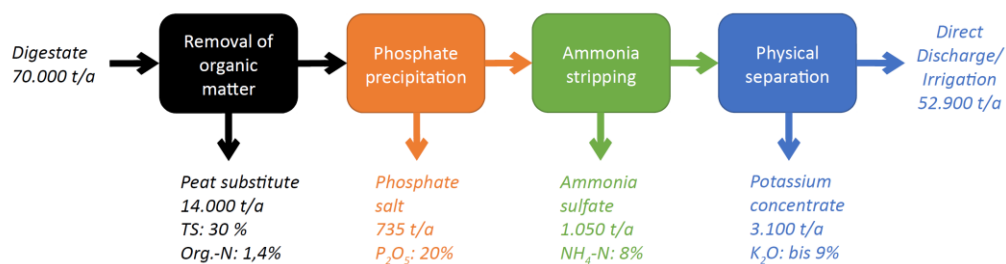 Digestate
70.000 t/a
Removal of
organic
matter
Phosphate
precipitation
Ammonia
stripping
Physical
separation
Direct
Discharge/
Irrigation
52.900 t/a
Peat substitute
14.000 t/a
TS: 30 %
Org.-N: 1,4%
Phosphate
salt
735 t/a
P₂O₅: 20%
Ammonia
sulfate
1.050 t/a
NH₄-N: 8%
Potassium
concentrate
3.100 t/a
K₂O: bis 9%